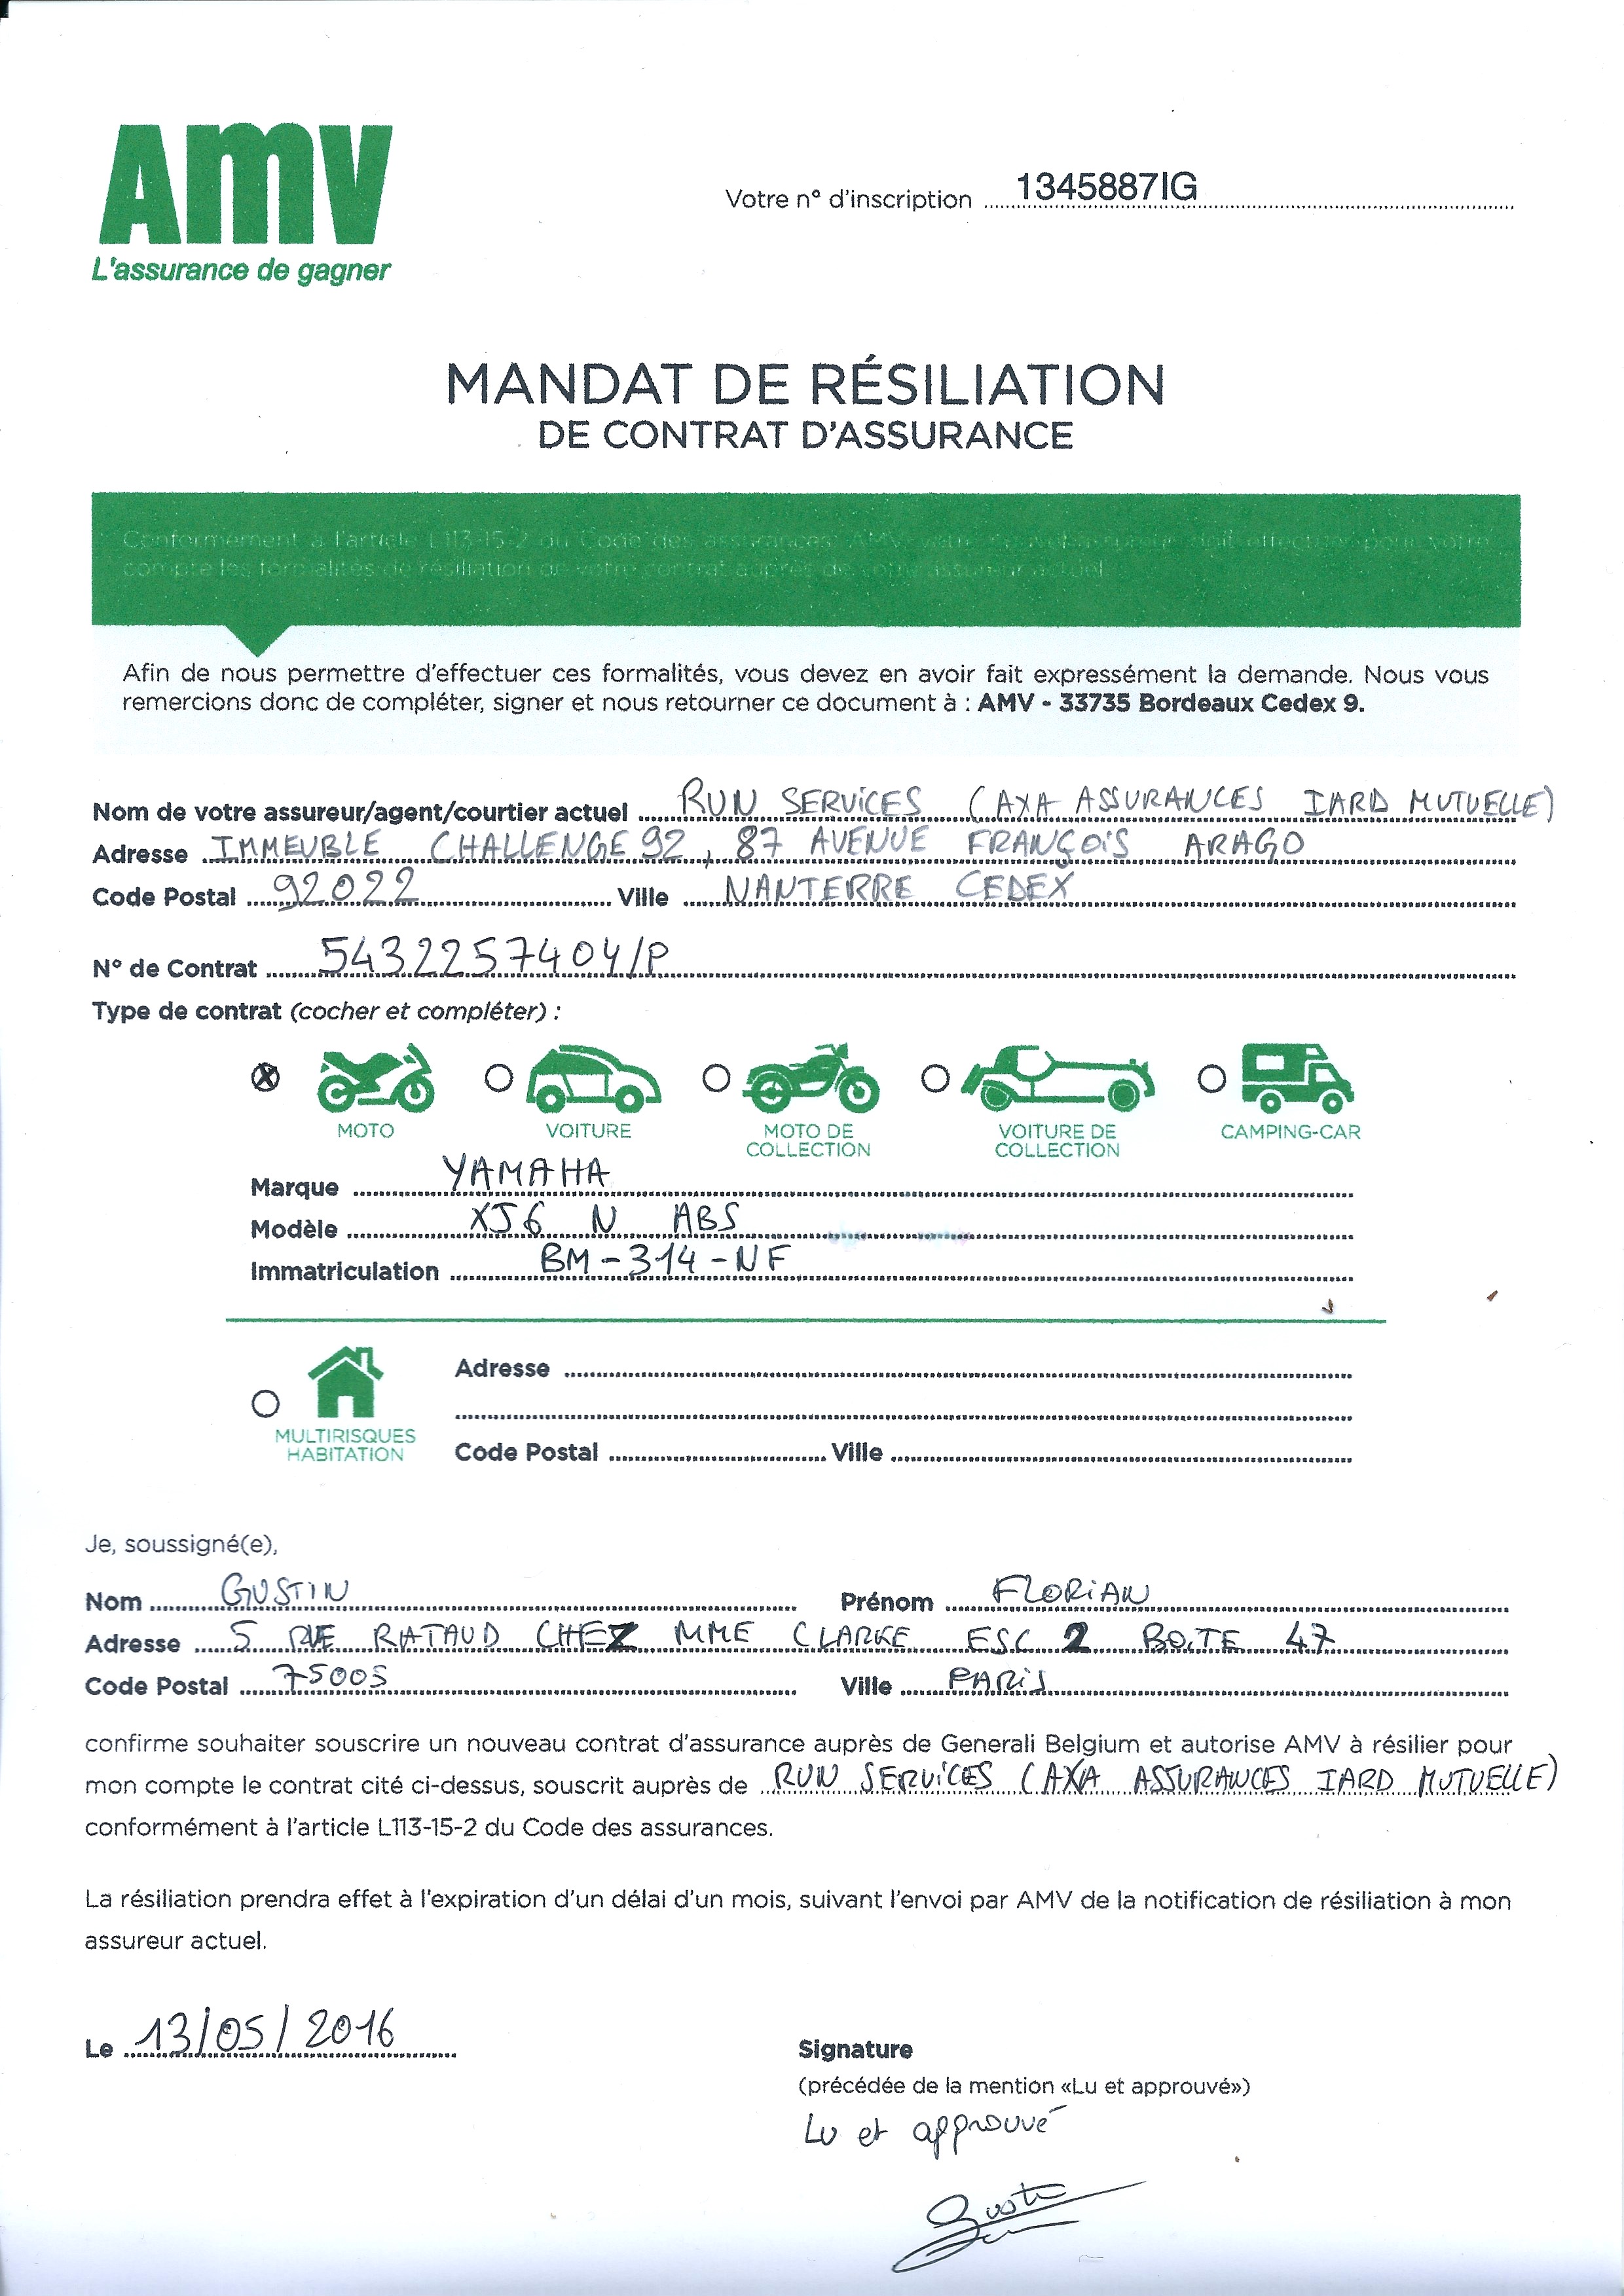 AMV
L'assurance de gagner
Votre n° d'inscription 1345887IG
MANDAT DE RÉSILIATION
DE CONTRAT D'ASSURANCE
Conformément à l'article L113-15-2 du Code des assurances, AMV, votre nouvel assureur doit effectuer pour votre
compte les formalités de résiliation de votre contrat auprès de votre assureur actuel.
Afin de nous permettre d'effectuer ces formalités, vous devez en avoir fait expressément la demande. Nous vous
remercions donc de compléter, signer et nous retourner ce document à : AMV - 33735 Bordeaux Cedex 9.
Nom de votre assureur/agent/courtier actuel RUN SERVICES (AXA ASSURANCES IARD MUTUELLE)
Adresse IMMEUBLE CHALLENGE 92, 87 AVENUE FRANÇOIS ARAGO
Code Postal 92022 Ville NANTERRE CEDEX
N° de Contrat 5432257404/P
Type de contrat (cocher et compléter) :
MOTO VOITURE MOTO DE COLLECTION VOITURE DE COLLECTION CAMPING-CAR
Marque YAMAHA
Modèle XJ6 N ABS
Immatriculation BM-314-NF
Adresse
MULTIRISQUES
HABITATION
Code Postal Ville
Je, soussigné(e),
Nom GUSTIN Prénom FLORIAN
Adresse 5 RUE RATAUD CHEZ MME CLARKE ESC 2 BOITE 47
Code Postal 75005 Ville PARIS
confirme souhaiter souscrire un nouveau contrat d'assurance auprès de Generali Belgium et autorise AMV à résilier pour
mon compte le contrat cité ci-dessus, souscrit auprès de RUN SERVICES (AXA ASSURANCES IARD MUTUELLE)
conformément à l'article L113-15-2 du Code des assurances.
La résiliation prendra effet à l'expiration d'un délai d'un mois, suivant l'envoi par AMV de la notification de résiliation à mon
assureur actuel.
Le 13/05/2016
Signature
(précédée de la mention «Lu et approuvé»)
Lu et approuvé